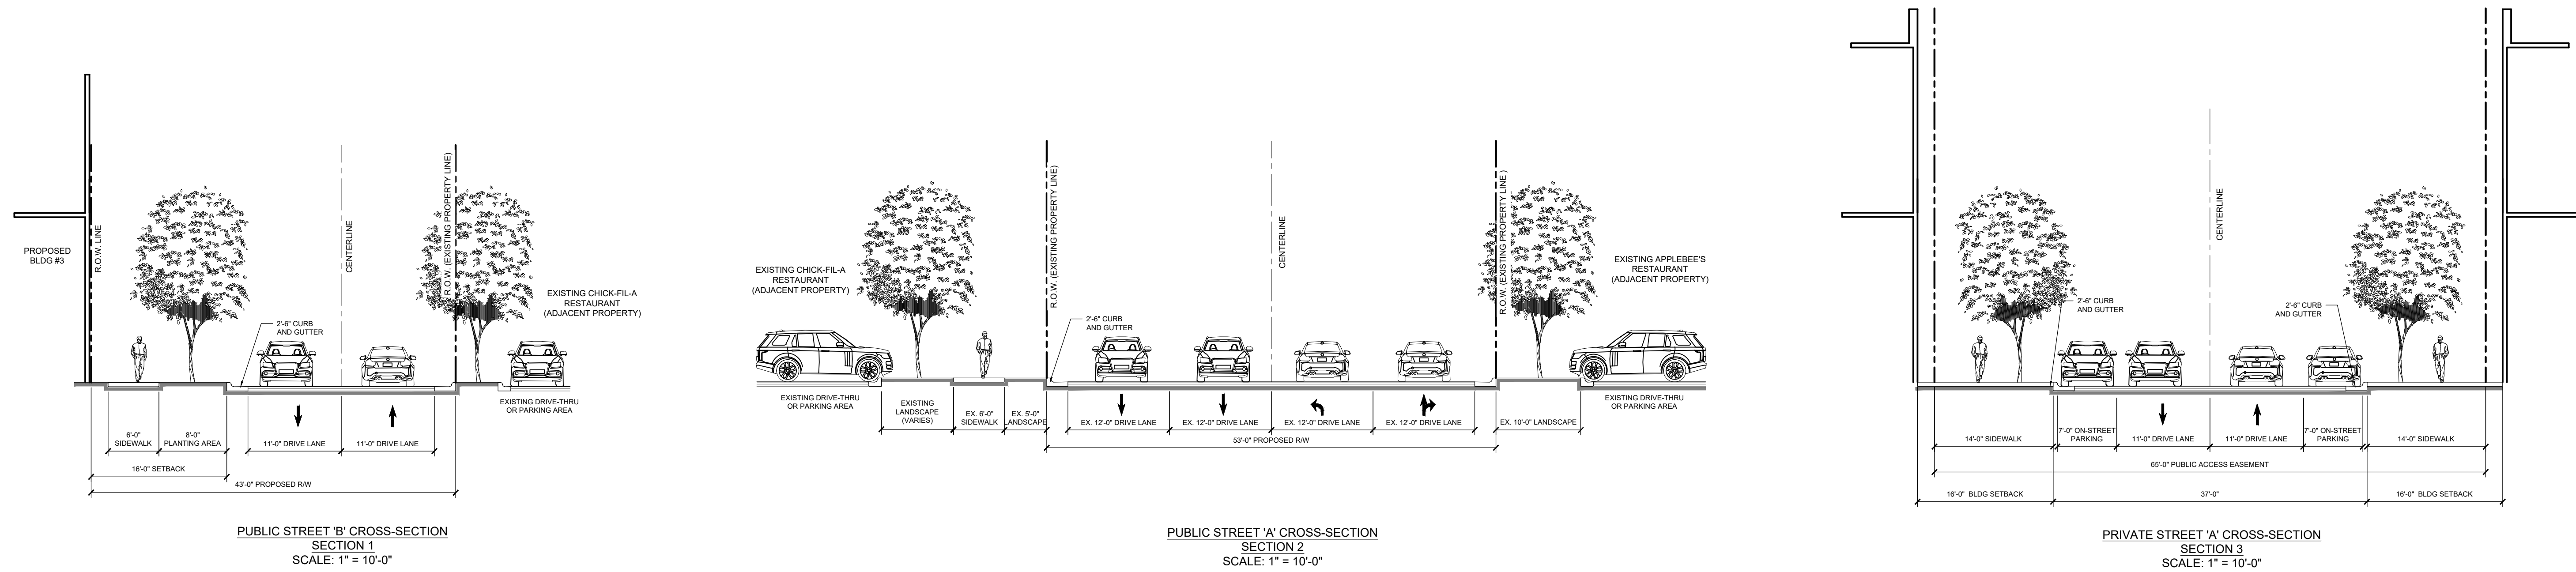 PROPOSED
BLDG #3
R.O.W. LINE
CENTERLINE
R.O.W. (EXISTING PROPERTY LINE)
EXISTING CHICK-FIL-A
RESTAURANT
(ADJACENT PROPERTY)
2'-6" CURB
AND GUTTER
EXISTING DRIVE-THRU
OR PARKING AREA
6'-0"
SIDEWALK
8'-0"
PLANTING AREA
11'-0" DRIVE LANE
11'-0" DRIVE LANE
16'-0" SETBACK
43'-0" PROPOSED R/W
PUBLIC STREET 'B' CROSS-SECTION
SECTION 1
SCALE: 1" = 10'-0"
EXISTING CHICK-FIL-A
RESTAURANT
(ADJACENT PROPERTY)
R.O.W. (EXISTING PROPERTY LINE)
CENTERLINE
R.O.W. (EXISTING PROPERTY LINE )
EXISTING APPLEBEE'S
RESTAURANT
(ADJACENT PROPERTY)
2'-6" CURB
AND GUTTER
EXISTING DRIVE-THRU
OR PARKING AREA
EXISTING
LANDSCAPE
(VARIES)
EX. 6'-0"
SIDEWALK
EX. 5'-0"
LANDSCAPE
EX. 12'-0" DRIVE LANE
EX. 12'-0" DRIVE LANE
EX. 12'-0" DRIVE LANE
EX. 12'-0" DRIVE LANE
EX. 10'-0" LANDSCAPE
EXISTING DRIVE-THRU
OR PARKING AREA
53'-0" PROPOSED R/W
PUBLIC STREET 'A' CROSS-SECTION
SECTION 2
SCALE: 1" = 10'-0"
CENTERLINE
2'-6" CURB
AND GUTTER
2'-6" CURB
AND GUTTER
14'-0" SIDEWALK
7'-0" ON-STREET
PARKING
11'-0" DRIVE LANE
11'-0" DRIVE LANE
7'-0" ON-STREET
PARKING
14'-0" SIDEWALK
65'-0" PUBLIC ACCESS EASEMENT
16'-0" BLDG SETBACK
37'-0"
16'-0" BLDG SETBACK
PRIVATE STREET 'A' CROSS-SECTION
SECTION 3
SCALE: 1" = 10'-0"